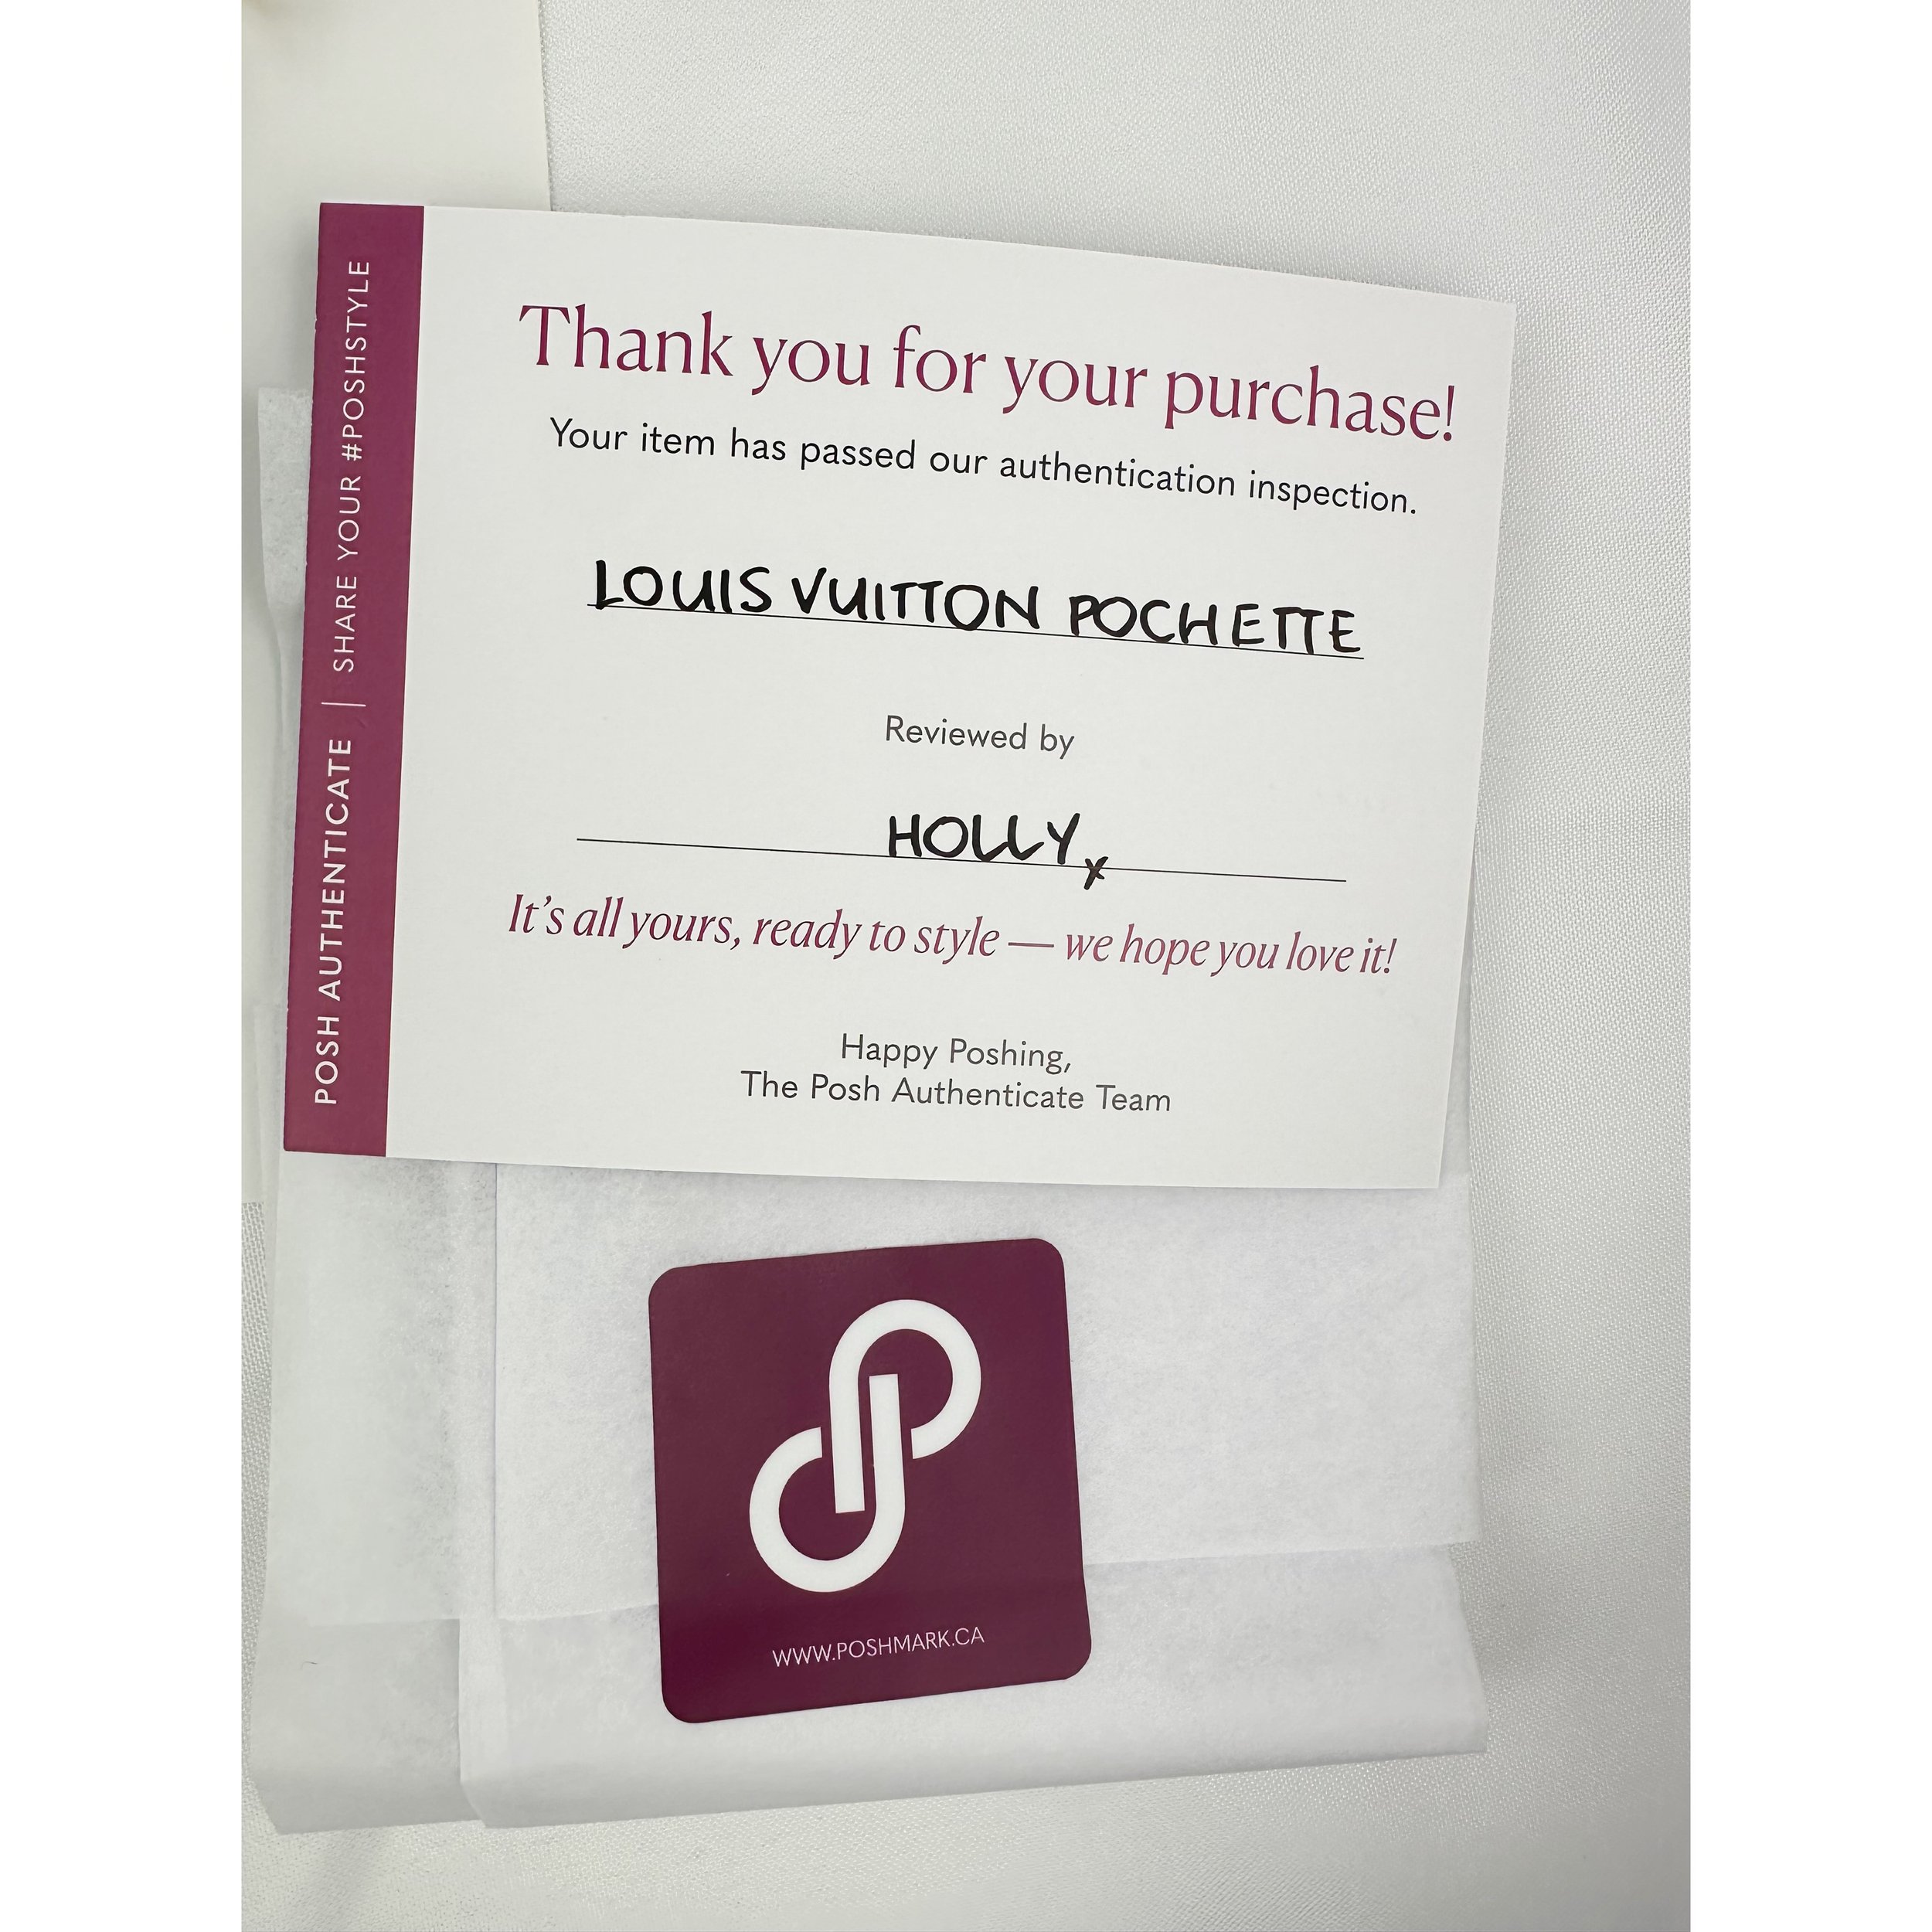 Thank you for your purchase!
Your item has passed our authentication inspection.
LOUIS VUITTON POCHETTE
Reviewed by
HOLLY x
It's all yours, ready to style — we hope you love it!
Happy Poshing,
The Posh Authenticate Team
POSH AUTHENTICATE | SHARE YOUR #POSHSTYLE
WWW.POSHMARK.CA